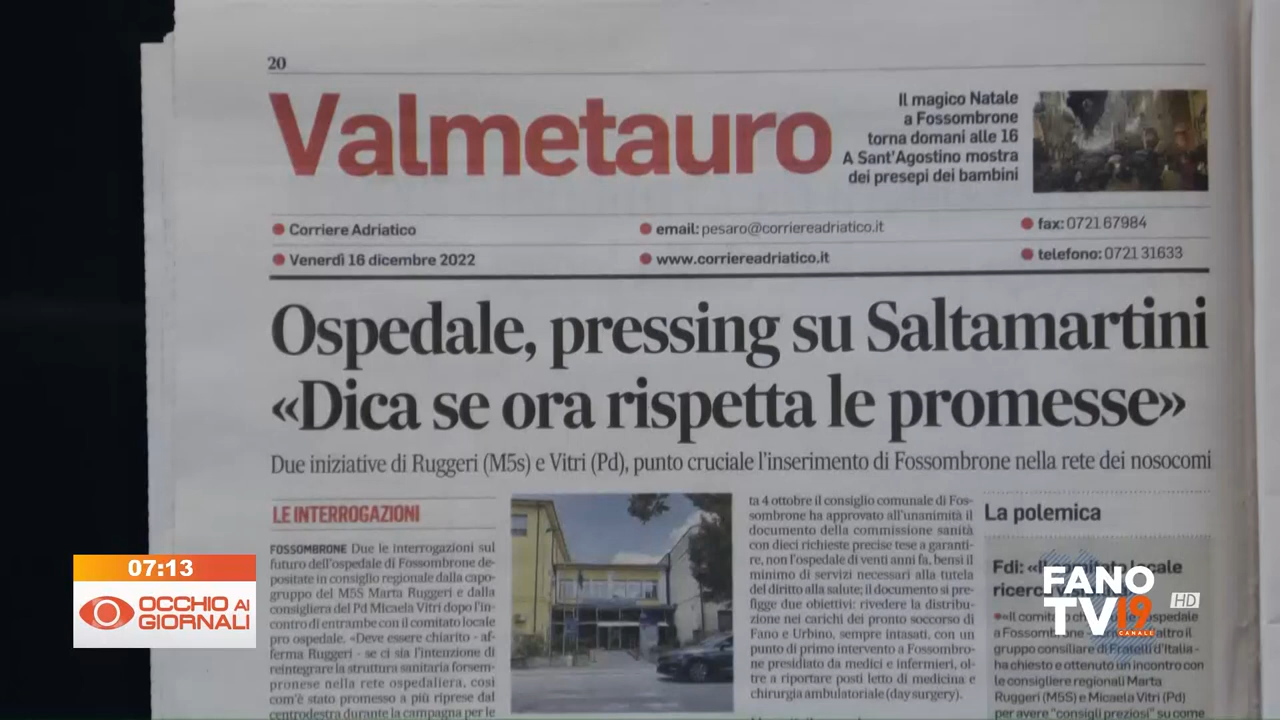 20
Valmetauro
Il magico Natale
a Fossombrone
torna domani alle 16
A Sant'Agostino mostra
dei presepi dei bambini
Corriere Adriatico
email: pesaro@corriereadriatico.it
fax: 0721 67984
Venerdì 16 dicembre 2022
www.corriereadriatico.it
telefono: 0721 31633
Ospedale, pressing su Saltamartini
«Dica se ora rispetta le promesse»
Due iniziative di Ruggeri (M5s) e Vitri (Pd), punto cruciale l'inserimento di Fossombrone nella rete dei nosocomi
LE INTERROGAZIONI
FOSSOMBRONE Due le interrogazioni sul
futuro dell'ospedale di Fossombrone de-
positate in consiglio regionale dalla capo-
gruppo del M5S Marta Ruggeri e dalla
consigliera del Pd Micaela Vitri dopo l'in-
contro di entrambe con il comitato locale
pro ospedale. «Deve essere chiarito - af-
ferma Ruggeri - se ci sia l'intenzione di
reintegrare la struttura sanitaria forsem-
pronese nella rete ospedaliera, così
com'è stato promesso a più riprese dal
centrodestra durante la campagna per le
ta 4 ottobre il consiglio comunale di Fos-
sombrone ha approvato all'unanimità il
documento della commissione sanità
con dieci richieste precise tese a garanti-
re, non l'ospedale di venti anni fa, bensì il
minimo di servizi necessari alla tutela
del diritto alla salute; il documento si pre-
figge due obiettivi: rivedere la distribu-
zione nei carichi dei pronto soccorso di
Fano e Urbino, sempre intasati, con un
punto di primo intervento a Fossombro-
ne presidiato da medici e infermieri, ol-
tre a riportare posti letto di medicina e
chirurgia ambulatoriale (day surgery).
La polemica
Fdi: «Il locale
ricer
«Il comit ospedale
a Fossombrone
gruppo consiliare di Fratelli d'Italia -
ha chiesto e ottenuto un incontro con
le consigliere regionali Marta
Ruggeri (M5S) e Micaela Vitri (Pd)
per avere "consigli preziosi" su come
07:13
OCCHIO AI
GIORNALI
FANO
TV 19
CANALE
HD